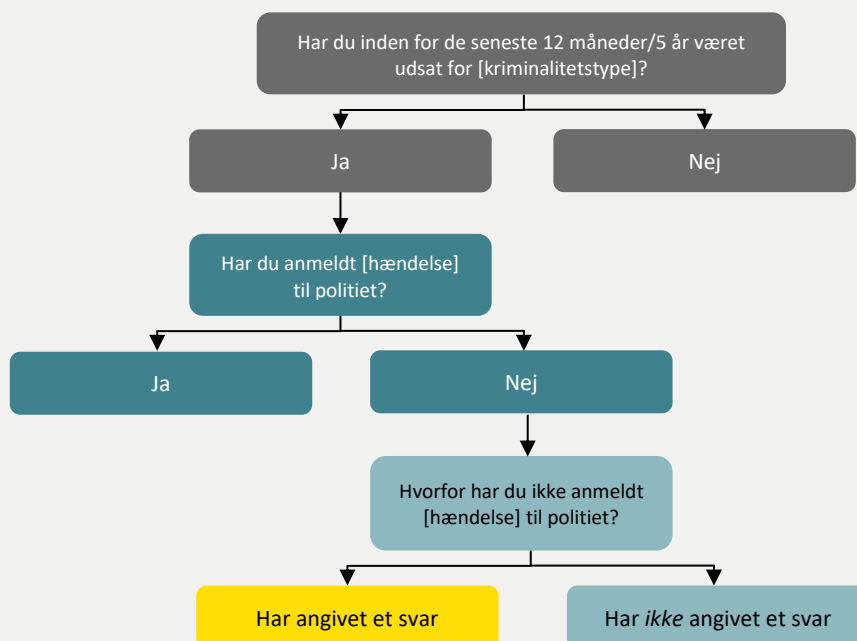 Har du inden for de seneste 12 måneder/5 år været
udsat for [kriminalitetstype]?
Ja
Nej
Har du anmeldt [hændelse]
til politiet?
Ja
Nej
Hvorfor har du ikke anmeldt
[hændelse] til politiet?
Har angivet et svar
Har ikke angivet et svar